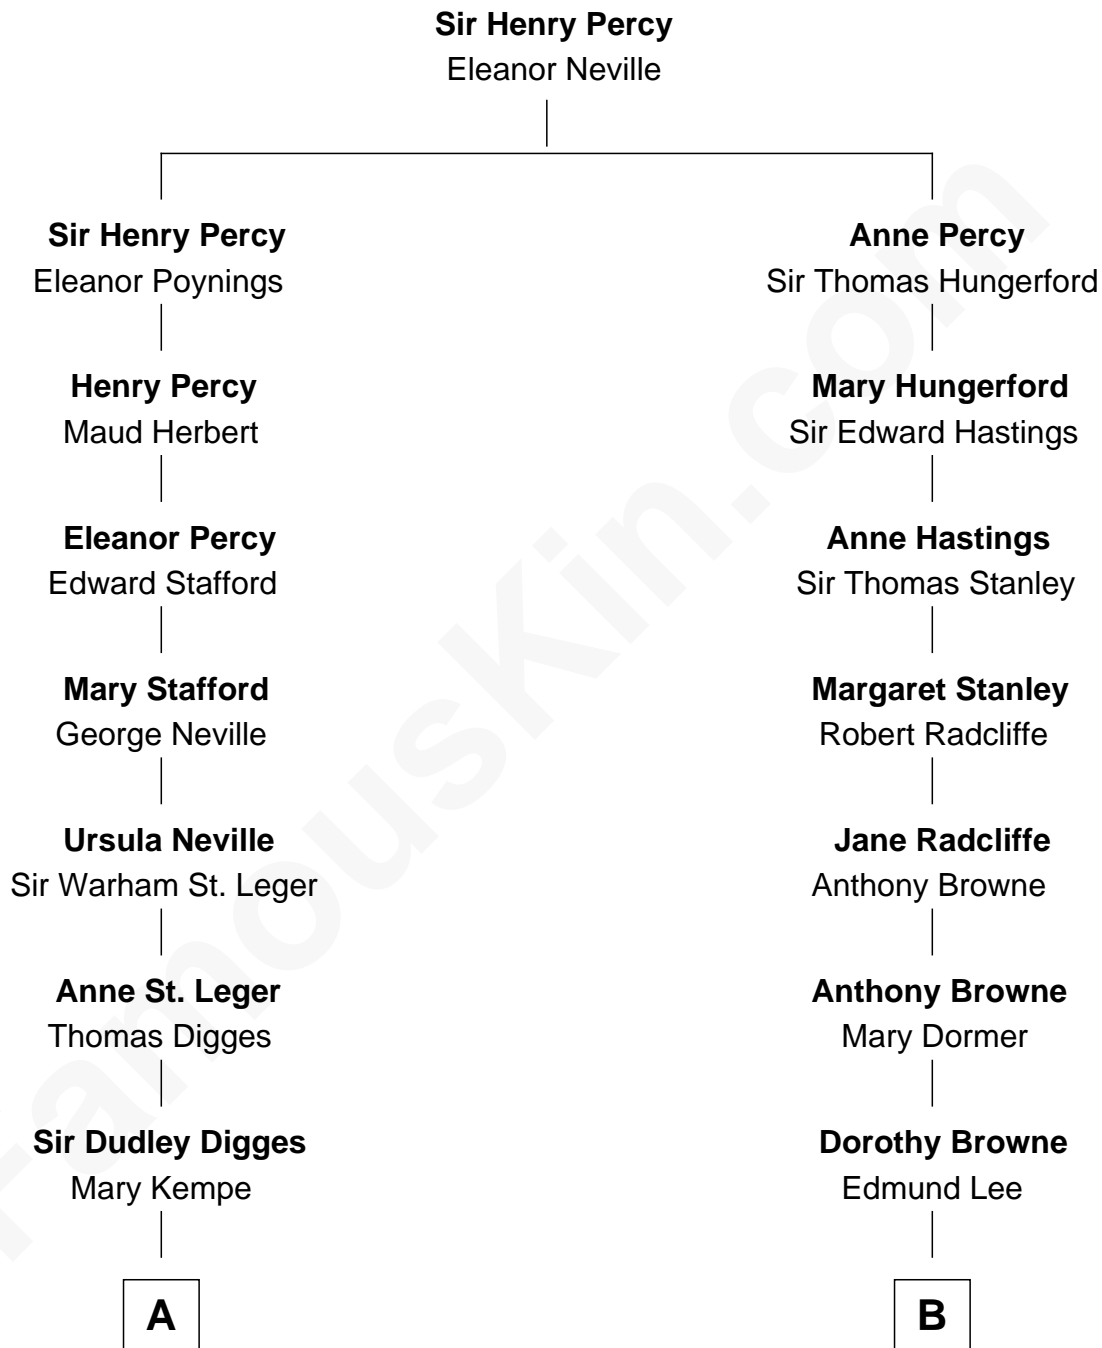 Sir Henry Percy
Eleanor Neville
Sir Henry Percy
Eleanor Poynings
Anne Percy
Sir Thomas Hungerford
Henry Percy
Maud Herbert
Mary Hungerford
Sir Edward Hastings
Eleanor Percy
Edward Stafford
Anne Hastings
Sir Thomas Stanley
Mary Stafford
George Neville
Margaret Stanley
Robert Radcliffe
Ursula Neville
Sir Warham St. Leger
Jane Radcliffe
Anthony Browne
Anne St. Leger
Thomas Digges
Anthony Browne
Mary Dormer
Sir Dudley Digges
Mary Kempe
Dorothy Browne
Edmund Lee
A
B
FamousKin.com